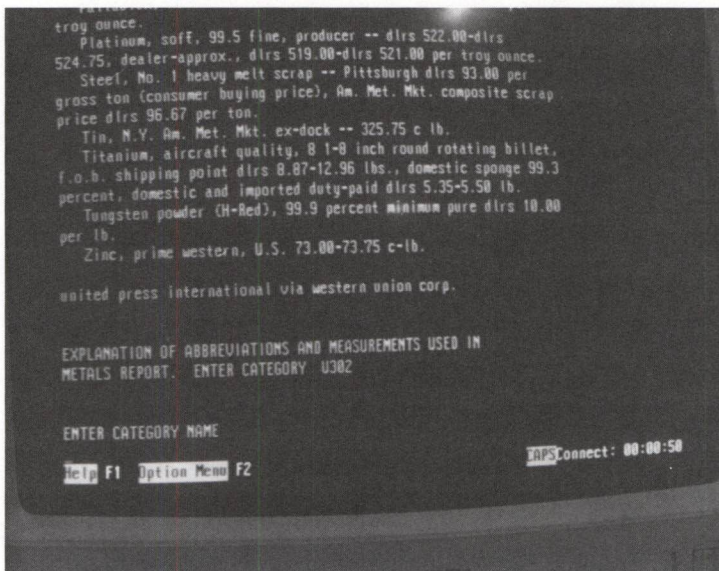 troy ounce.
Platinum, soft, 99.5 fine, producer -- dlrs 522.00-dlrs
524.75, dealer-approx., dlrs 519.00-dlrs 521.00 per troy ounce.
Steel, No. 1 heavy melt scrap -- Pittsburgh dlrs 93.00 per
gross ton (consumer buying price), Am. Met. Mkt. composite scrap
price dlrs 96.67 per ton.
Tin, N.Y. Am. Met. Mkt. ex-dock -- 325.75 c lb.
Titanium, aircraft quality, 8 1-8 inch round rotating billet,
f.o.b. shipping point dlrs 8.87-12.96 lbs., domestic sponge 99.3
percent, domestic and imported duty-paid dlrs 5.35-5.50 lb.
Tungsten powder (H-Red), 99.9 percent minimum pure dlrs 10.00
per lb.
Zinc, prime western, U.S. 73.00-73.75 c-lb.
united press international via western union corp.
EXPLANATION OF ABBREVIATIONS AND MEASUREMENTS USED IN
METALS REPORT. ENTER CATEGORY U302
ENTER CATEGORY NAME
CAPS Connect: 00:00:50
Help F1 Option Menu F2